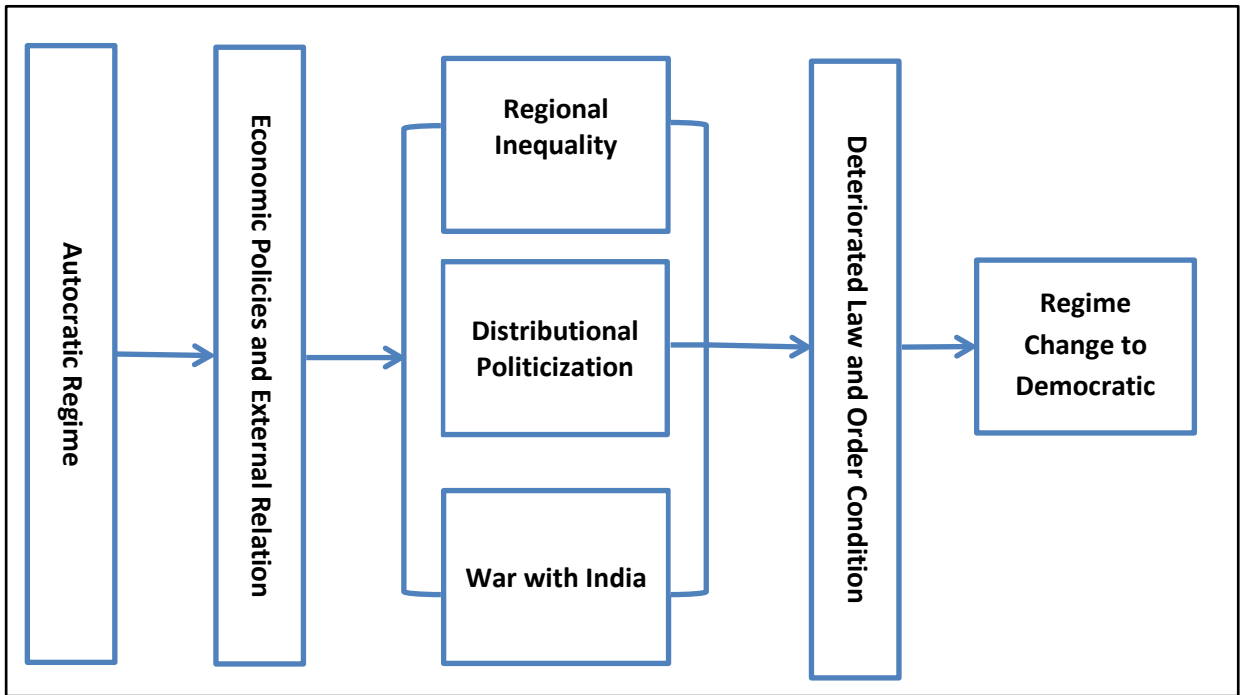 Autocratic Regime
Economic Policies and External Relation
Regional
Inequality
Distributional
Politicization
War with India
Deteriorated Law and Order Condition
Regime
Change to
Democratic